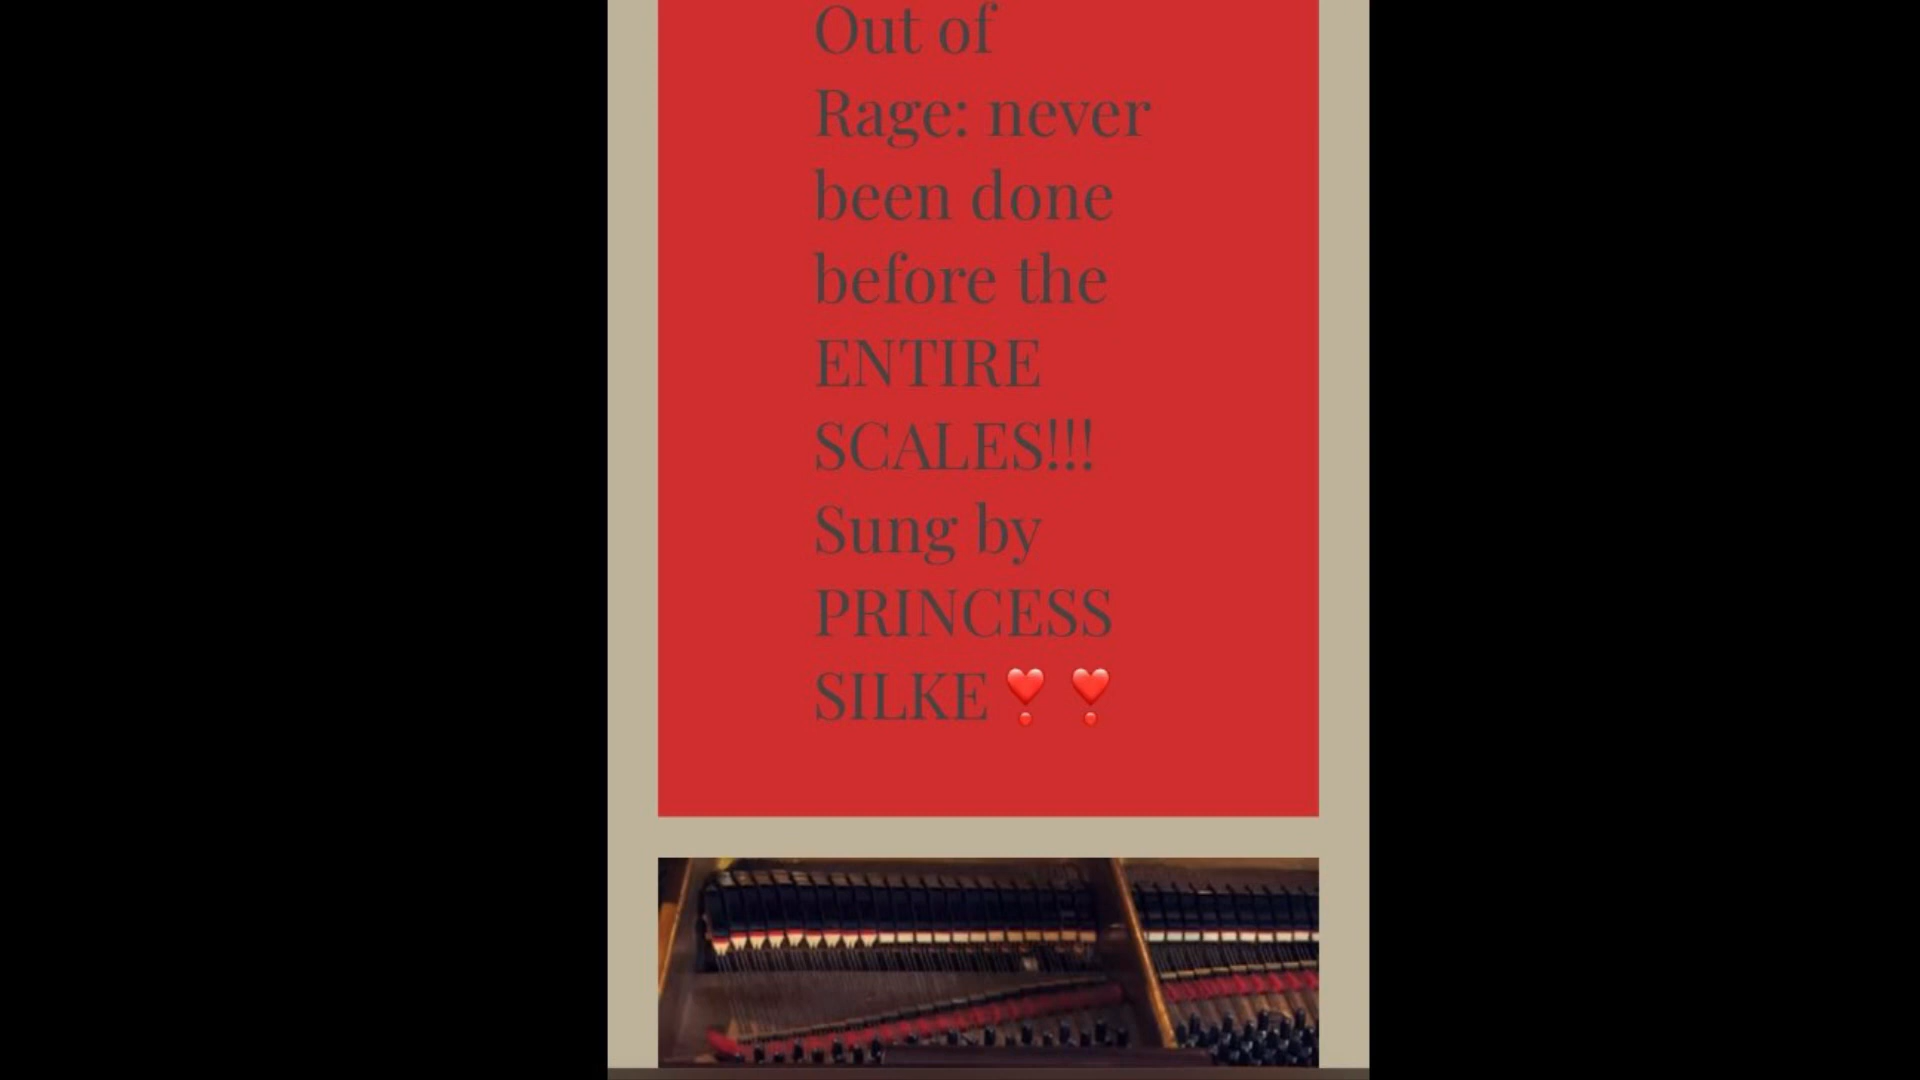 Out of
Rage: never
been done
before the
ENTIRE
SCALES!!!
Sung by
PRINCESS
SILKE ❣️ ❣️